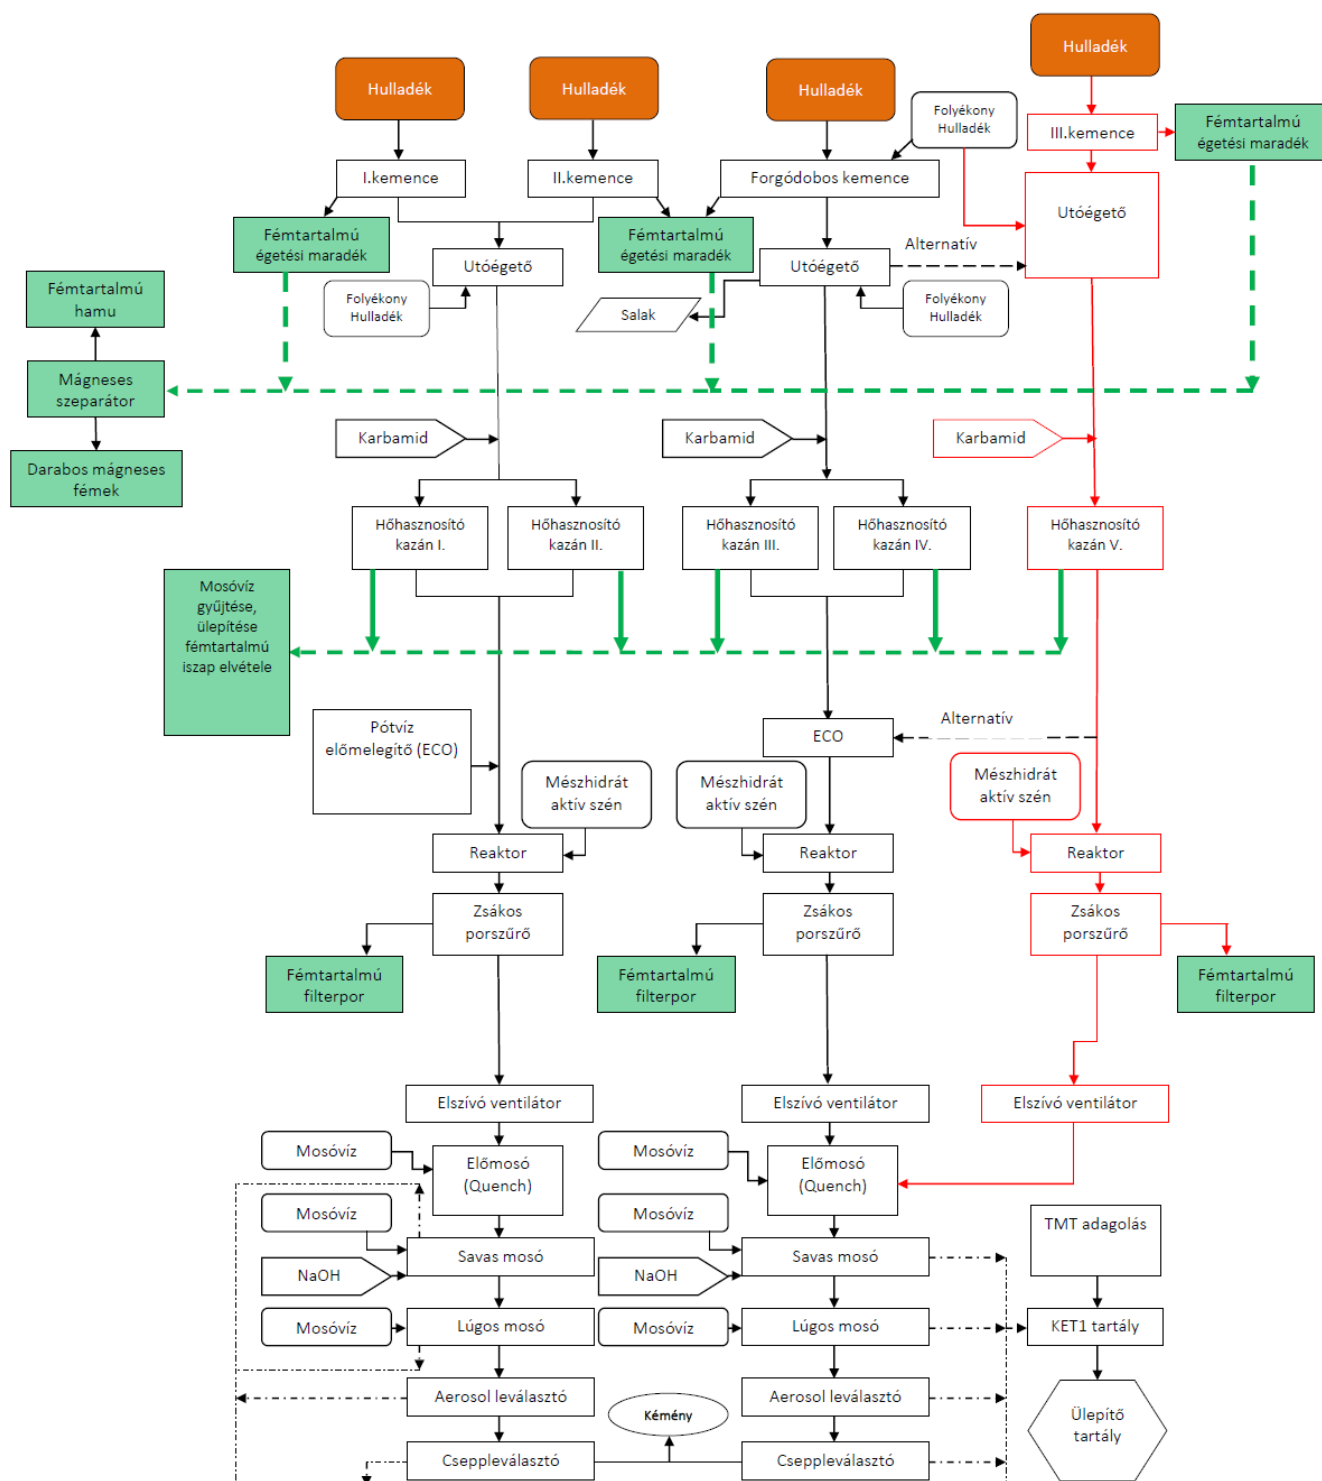 Hulladék
Hulladék
Hulladék
Hulladék
Folyékony
Hulladék
III.kemence
Fémtartalmú
égetési maradék
I.kemence
II.kemence
Forgódobos kemence
Utóégető
Fémtartalmú
égetési maradék
Fémtartalmú
égetési maradék
Alternatív
Utóégető
Utóégető
Fémtartalmú
hamu
Folyékony
Hulladék
Salak
Folyékony
Hulladék
Mágneses
szeparátor
Karbamid
Karbamid
Karbamid
Darabos mágneses
fémek
Hőhasznosító
kazán I.
Hőhasznosító
kazán II.
Hőhasznosító
kazán III.
Hőhasznosító
kazán IV.
Hőhasznosító
kazán V.
Mosóvíz
gyűjtése,
ülepítése
fémtartalmú
iszap elvétele
Pótvíz
előmelegítő (ECO)
ECO
Alternatív
Mészhidrát
aktív szén
Mészhidrát
aktív szén
Mészhidrát
aktív szén
Reaktor
Reaktor
Reaktor
Zsákos
porszűrő
Zsákos
porszűrő
Zsákos
porszűrő
Fémtartalmú
filterpor
Fémtartalmú
filterpor
Fémtartalmú
filterpor
Elszívó ventilátor
Elszívó ventilátor
Elszívó ventilátor
Mosóvíz
Előmosó
(Quench)
Mosóvíz
Előmosó
(Quench)
Mosóvíz
Mosóvíz
TMT adagolás
Savas mosó
Savas mosó
NaOH
NaOH
Mosóvíz
Lúgos mosó
Mosóvíz
Lúgos mosó
KET1 tartály
Aerosol leválasztó
Kémény
Aerosol leválasztó
Ülepítő
tartály
Cseppleválasztó
Cseppleválasztó